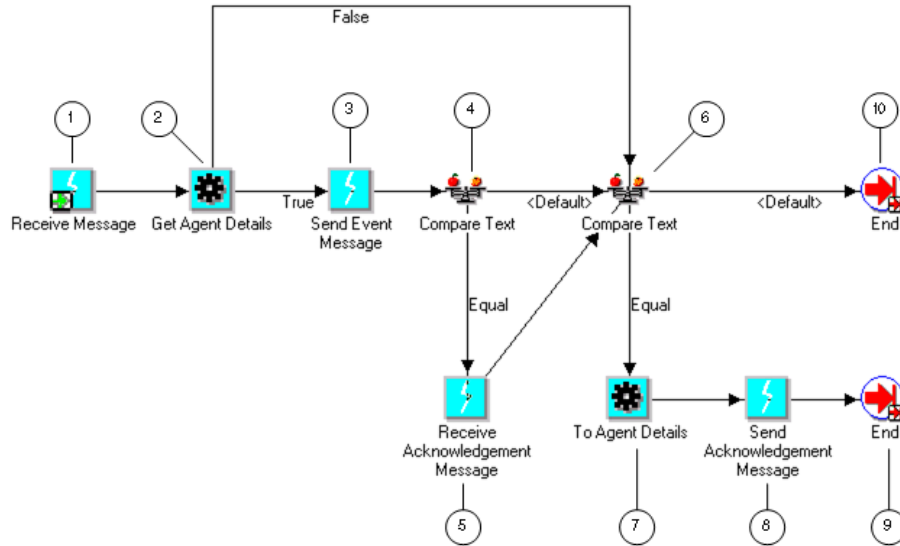 False
1
2
3
4
6
10
Receive Message
Get Agent Details
True
Send Event
Message
Compare Text
<Default>
Compare Text
<Default>
End
Equal
Equal
Receive
Acknowledgement
Message
To Agent Details
Send
Acknowledgement
Message
End
5
7
8
9